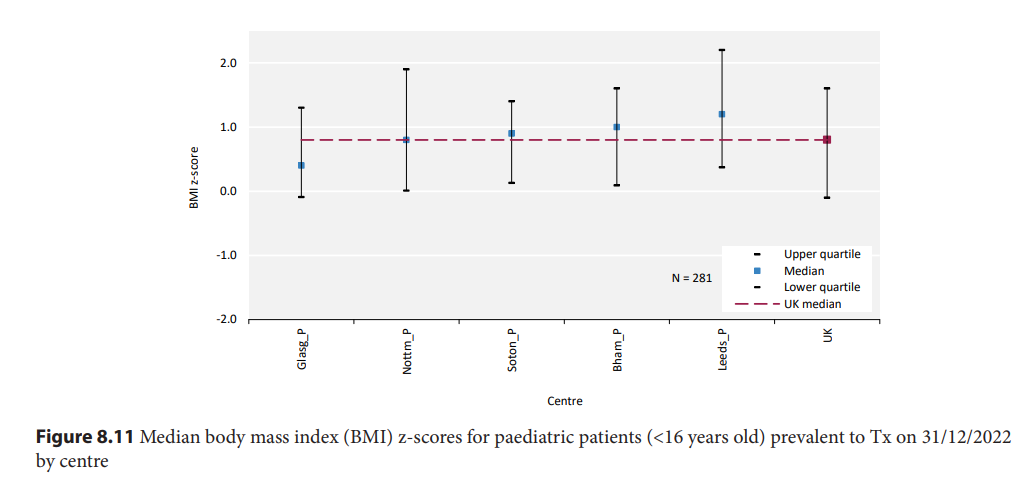 2.0
1.0
0.0
-1.0
-2.0
BMI z-score
N = 281
Upper quartile
Median
Lower quartile
UK median
Glasg_P
Nottm_P
Soton_P
Bham_P
Leeds_P
UK
Centre
Figure 8.11 Median body mass index (BMI) z-scores for paediatric patients (<16 years old) prevalent to Tx on 31/12/2022
by centre